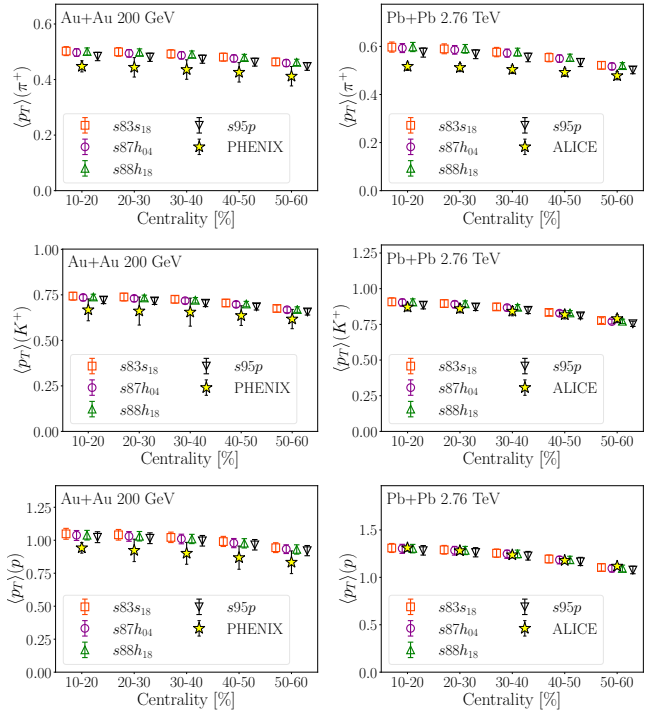 Au+Au 200 GeV
⟨p_T⟩(π⁺)
0.6
0.4
0.2
0.0
s83s₁₈
s87h₀₄
s88h₁₈
s95p
PHENIX
10-20 20-30 30-40 40-50 50-60
Centrality [%]
Pb+Pb 2.76 TeV
⟨p_T⟩(π⁺)
0.6
0.4
0.2
0.0
s83s₁₈
s87h₀₄
s88h₁₈
s95p
ALICE
10-20 20-30 30-40 40-50 50-60
Centrality [%]
Au+Au 200 GeV
⟨p_T⟩(K⁺)
1.00
0.75
0.50
0.25
0.00
s83s₁₈
s87h₀₄
s88h₁₈
s95p
PHENIX
10-20 20-30 30-40 40-50 50-60
Centrality [%]
Pb+Pb 2.76 TeV
⟨p_T⟩(K⁺)
1.25
1.00
0.75
0.50
0.25
0.00
s83s₁₈
s87h₀₄
s88h₁₈
s95p
ALICE
10-20 20-30 30-40 40-50 50-60
Centrality [%]
Au+Au 200 GeV
⟨p_T⟩(p)
1.25
1.00
0.75
0.50
0.25
0.00
s83s₁₈
s87h₀₄
s88h₁₈
s95p
PHENIX
10-20 20-30 30-40 40-50 50-60
Centrality [%]
Pb+Pb 2.76 TeV
⟨p_T⟩(p)
1.5
1.2
0.9
0.6
0.3
0.0
s83s₁₈
s87h₀₄
s88h₁₈
s95p
ALICE
10-20 20-30 30-40 40-50 50-60
Centrality [%]